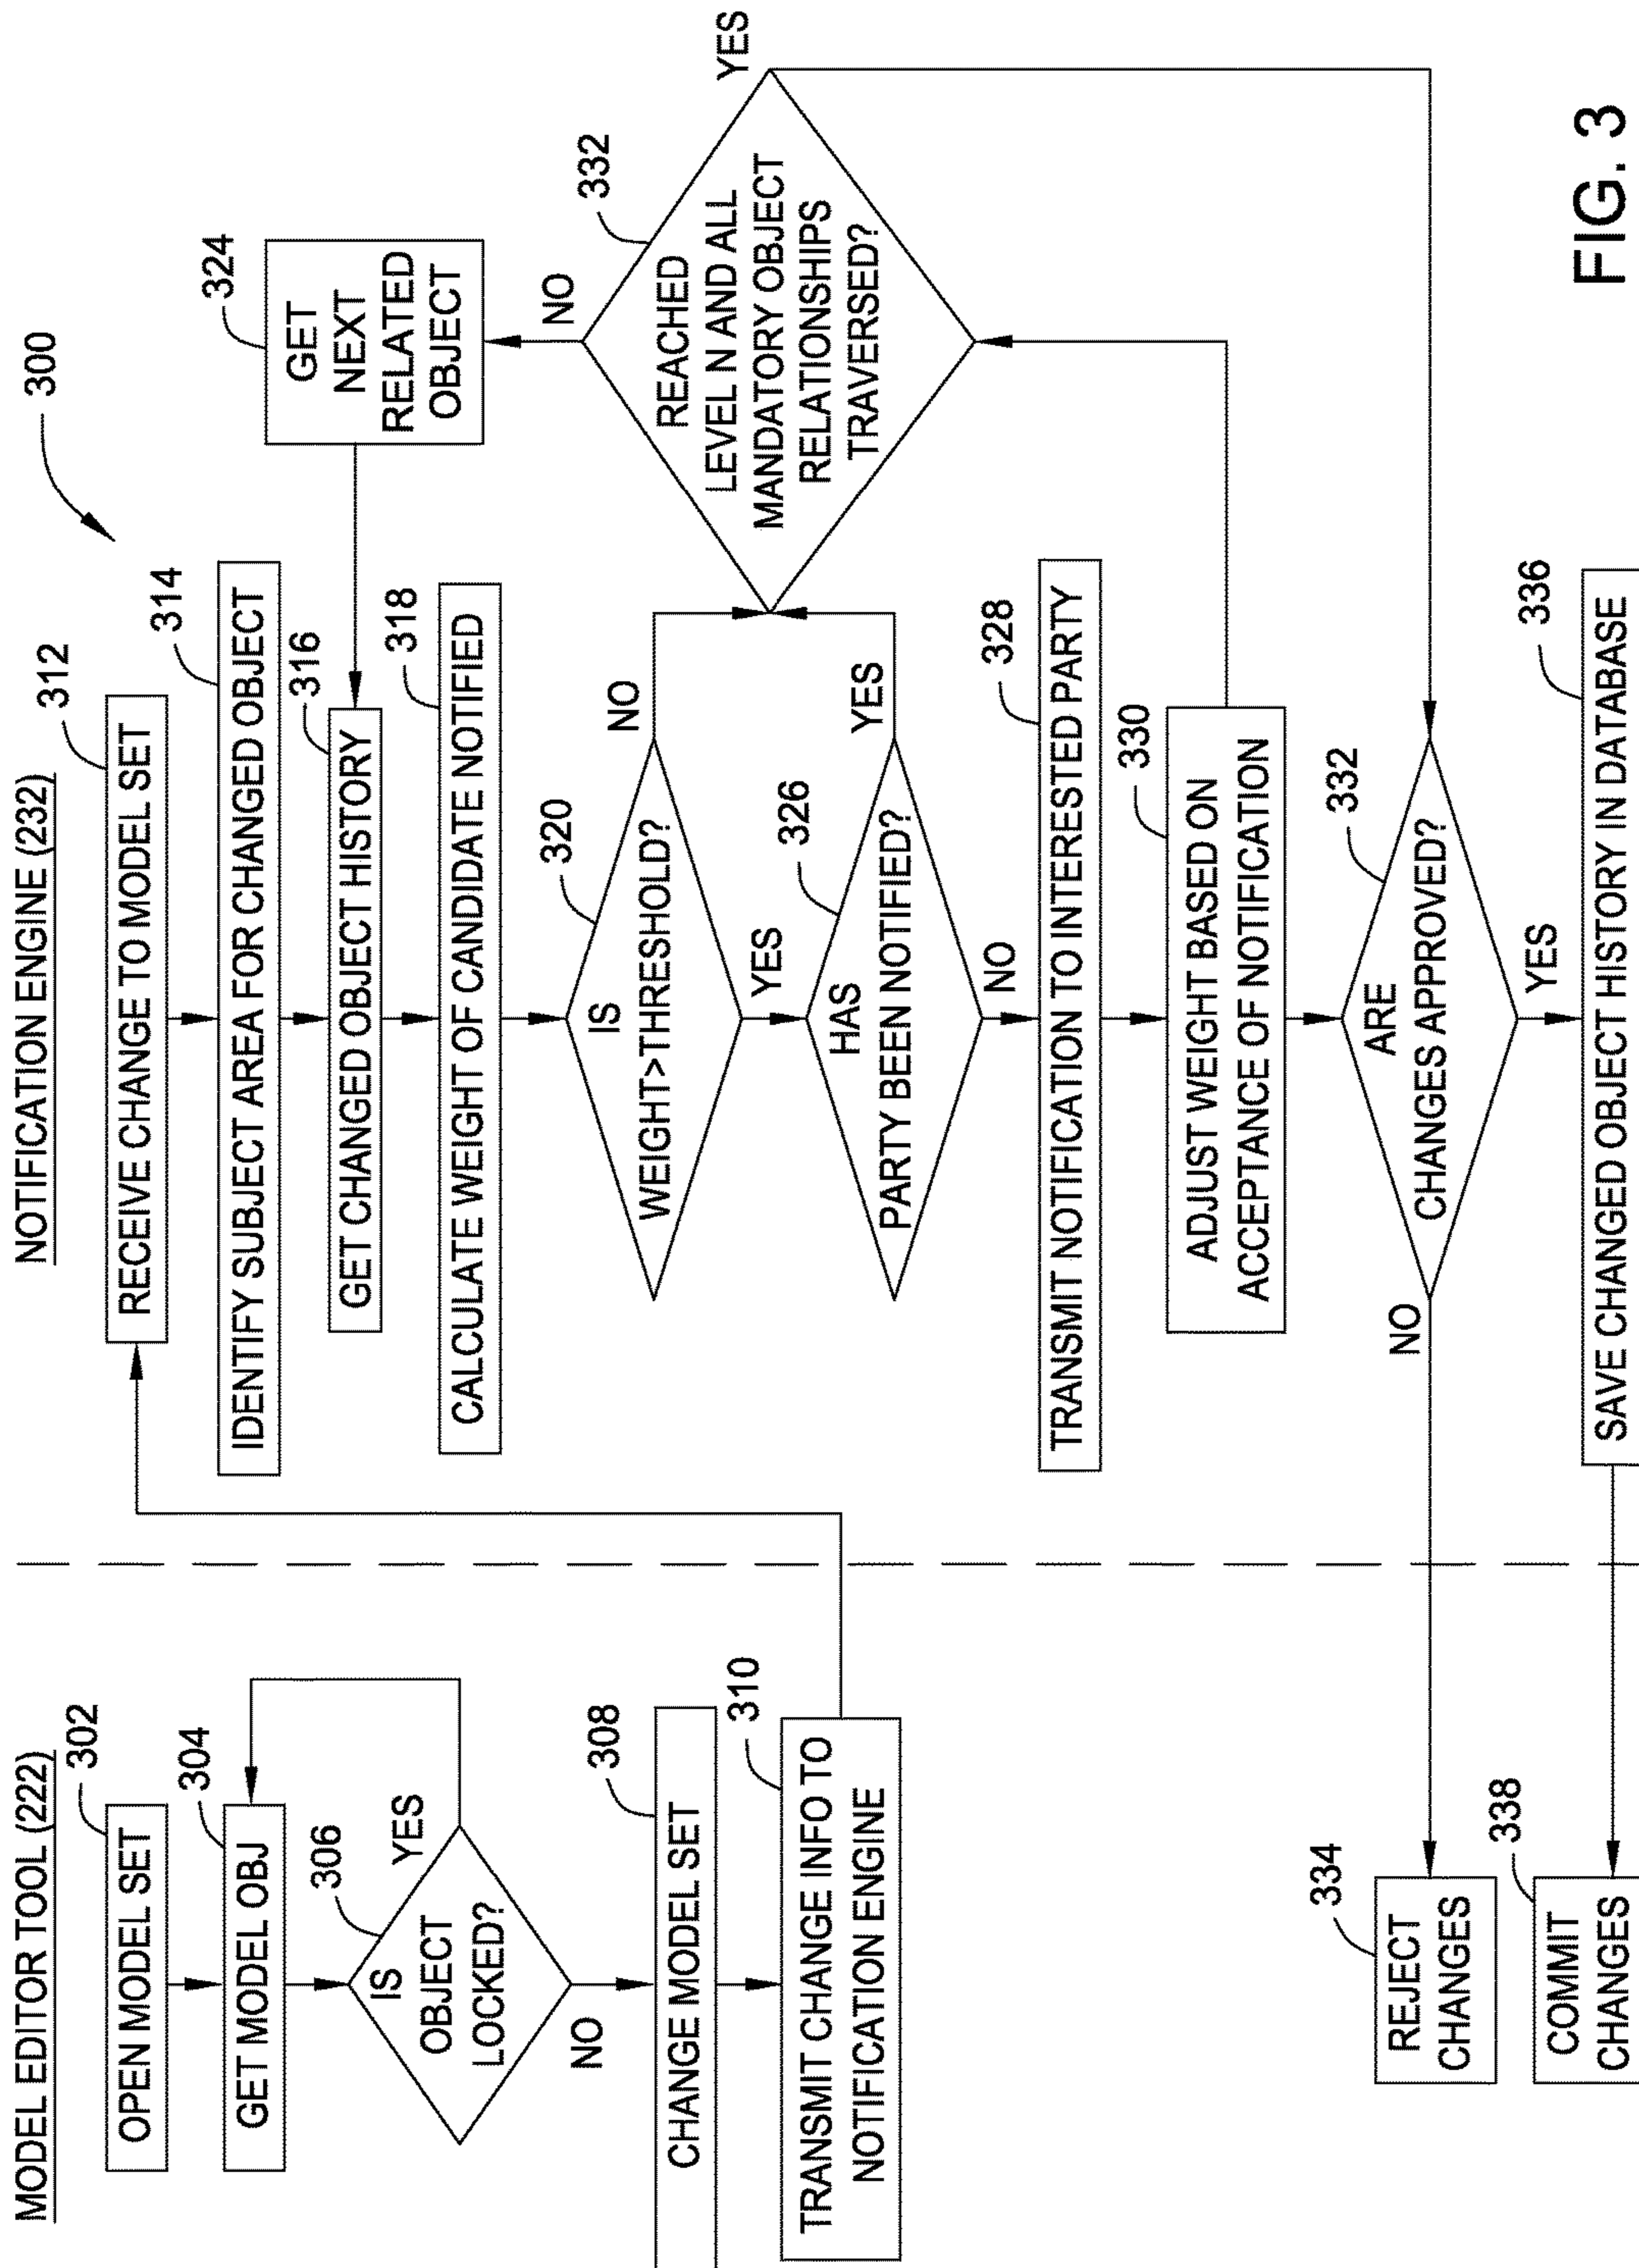 MODEL EDITOR TOOL (222)
302
OPEN MODEL SET
304
GET MODEL OBJ
306
IS
OBJECT
LOCKED?
YES
NO
308
CHANGE MODEL SET
310
TRANSMIT CHANGE INFO TO
NOTIFICATION ENGINE
334
REJECT
CHANGES
338
COMMIT
CHANGES
NOTIFICATION ENGINE (232)
300
312
RECEIVE CHANGE TO MODEL SET
314
IDENTIFY SUBJECT AREA FOR CHANGED OBJECT
316
GET CHANGED OBJECT HISTORY
318
CALCULATE WEIGHT OF CANDIDATE NOTIFIED
320
IS
WEIGHT>THRESHOLD?
NO
YES
326
HAS
PARTY BEEN NOTIFIED?
YES
NO
328
TRANSMIT NOTIFICATION TO INTERESTED PARTY
330
ADJUST WEIGHT BASED ON
ACCEPTANCE OF NOTIFICATION
332
ARE
CHANGES APPROVED?
NO
YES
336
SAVE CHANGED OBJECT HISTORY IN DATABASE
324
GET
NEXT
RELATED
OBJECT
NO
332
REACHED
LEVEL N AND ALL
MANDATORY OBJECT
RELATIONSHIPS
TRAVERSED?
YES
FIG. 3